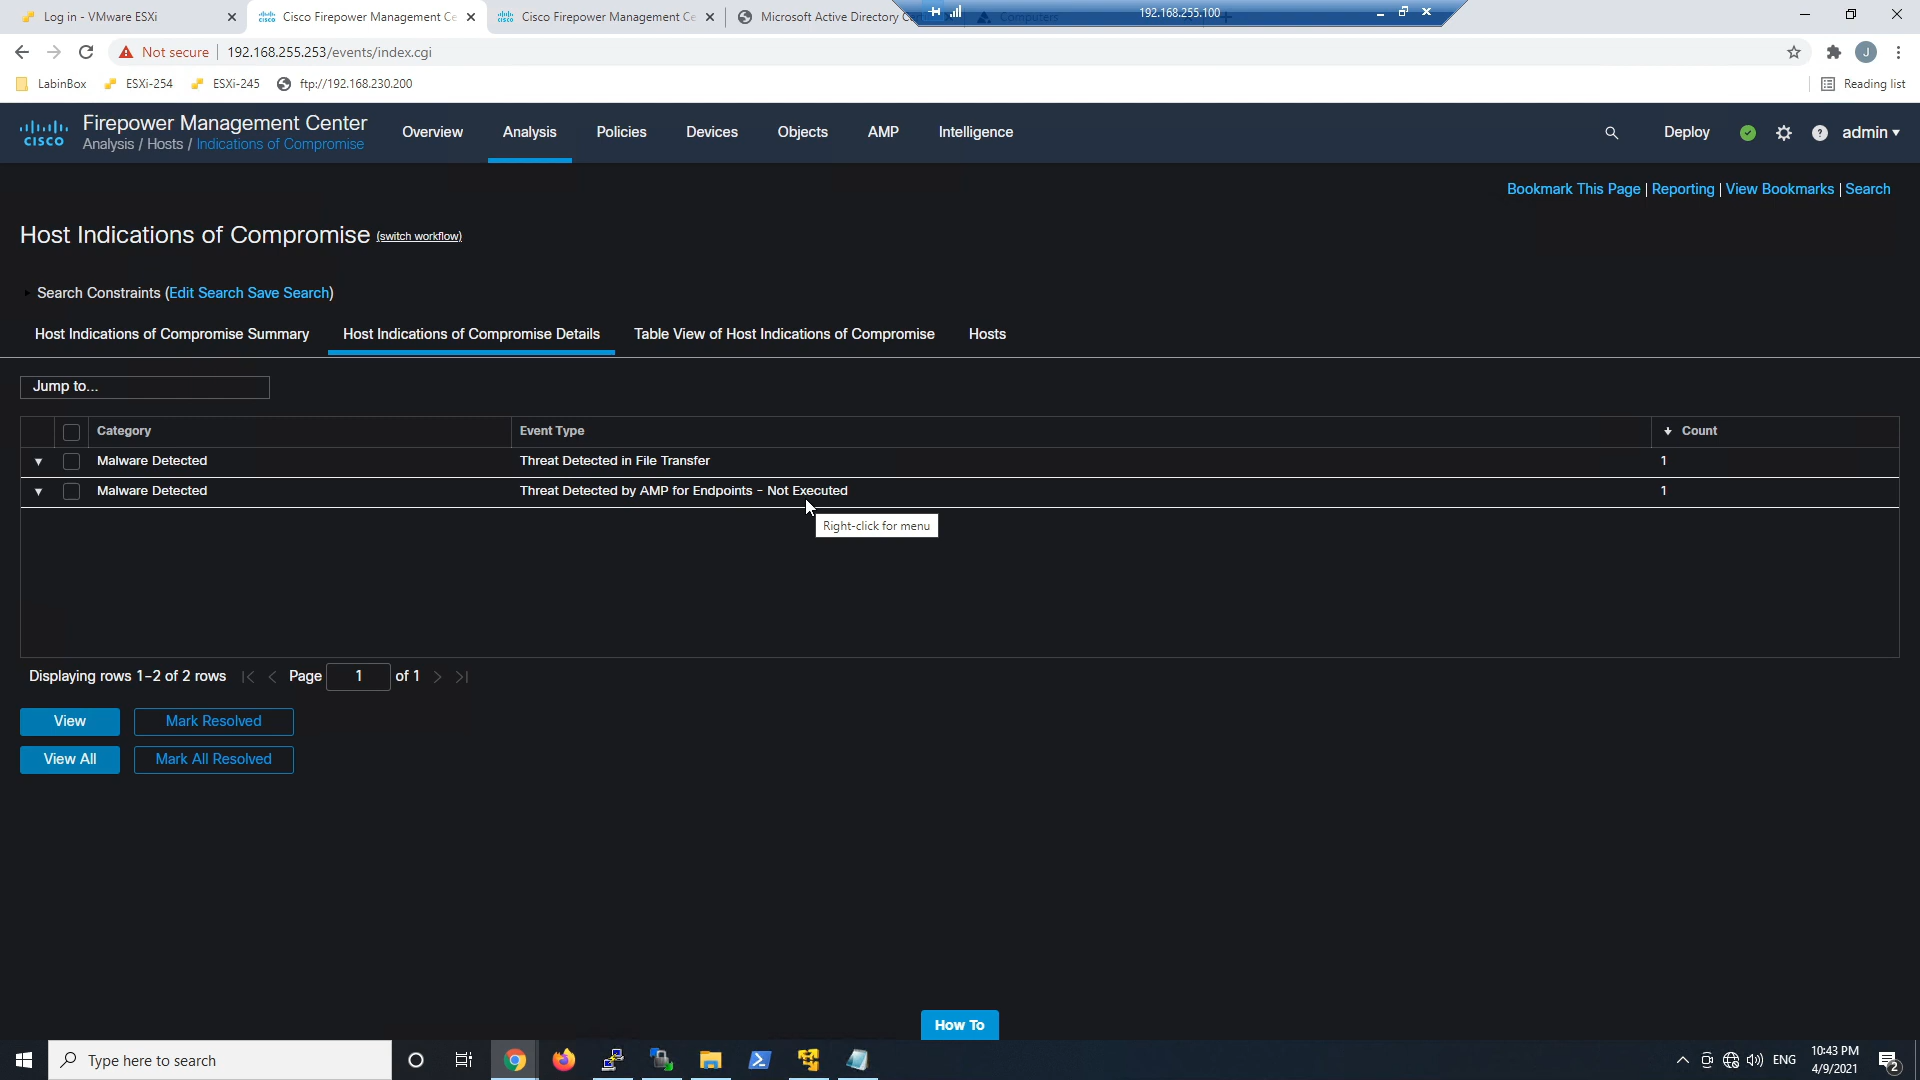 Log in - VMware ESXi
Cisco Firepower Management Ce
Cisco Firepower Management Ce
Microsoft Active Directory
Computers
192.168.255.100
Not secure
192.168.255.253/events/index.cgi
J
LabinBox
ESXi-254
ESXi-245
ftp://192.168.230.200
Reading list
CISCO
Firepower Management Center
Analysis / Hosts / Indications of Compromise
Overview
Analysis
Policies
Devices
Objects
AMP
Intelligence
Deploy
admin
Bookmark This Page | Reporting | View Bookmarks | Search
Host Indications of Compromise (switch workflow)
Search Constraints (Edit Search Save Search)
Host Indications of Compromise Summary
Host Indications of Compromise Details
Table View of Host Indications of Compromise
Hosts
Jump to...
Category
Event Type
Count
Malware Detected
Threat Detected in File Transfer
1
Malware Detected
Threat Detected by AMP for Endpoints - Not Executed
1
Right-click for menu
Displaying rows 1-2 of 2 rows
Page
1
of 1
View
Mark Resolved
View All
Mark All Resolved
How To
Type here to search
ENG
10:43 PM
4/9/2021
2